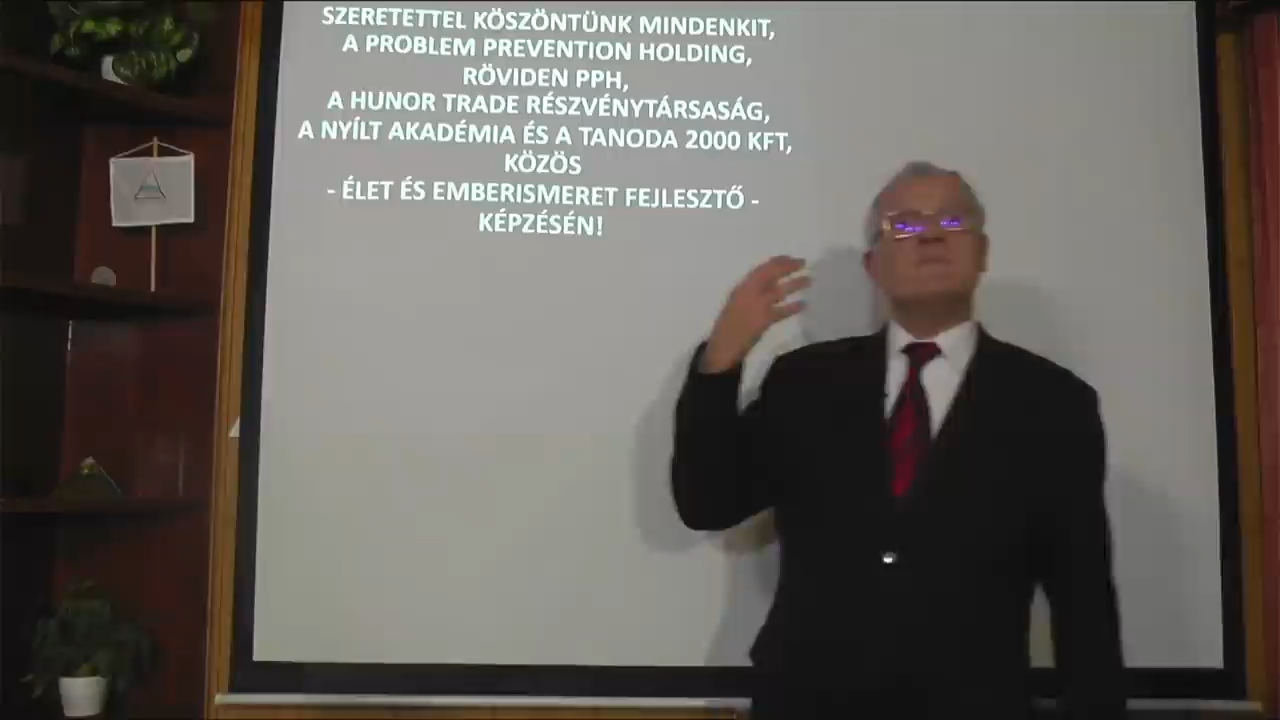 SZERETETTEL KÖSZÖNTÜNK MINDENKIT,
A PROBLEM PREVENTION HOLDING,
RÖVIDEN PPH,
A HUNOR TRADE RÉSZVÉNYTÁRSASÁG,
A NYÍLT AKADÉMIA ÉS A TANODA 2000 KFT,
KÖZÖS
- ÉLET ÉS EMBERISMERET FEJLESZTŐ -
KÉPZÉSÉN!